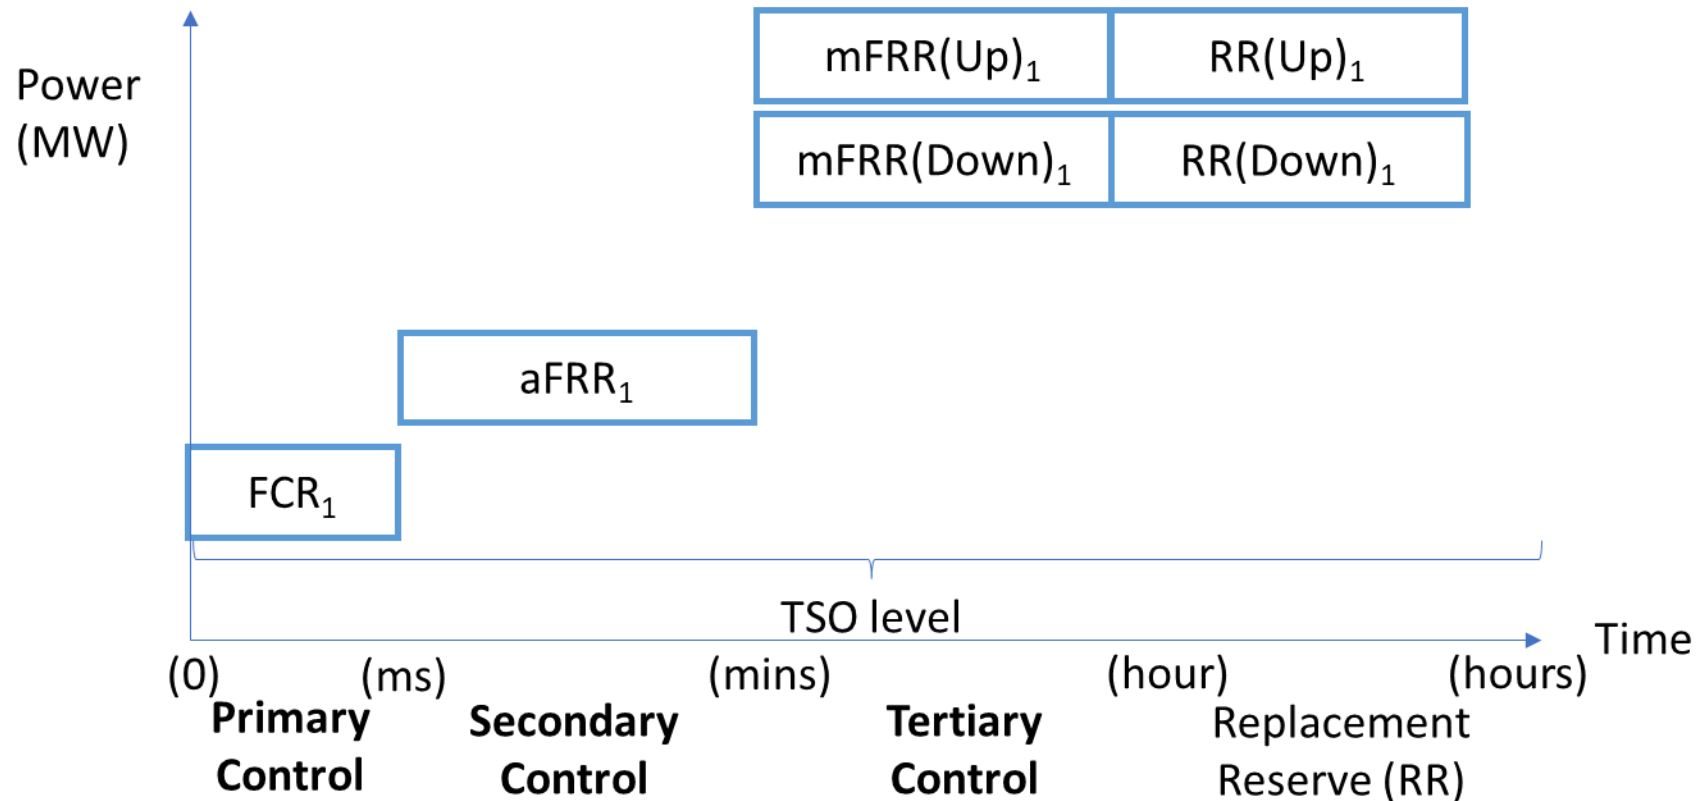 Power
(MW)
mFRR(Up)₁
RR(Up)₁
mFRR(Down)₁
RR(Down)₁
aFRR₁
FCR₁
TSO level
Time
(0)
(ms)
(mins)
(hour)
(hours)
Primary
Control
Secondary
Control
Tertiary
Control
Replacement
Reserve (RR)